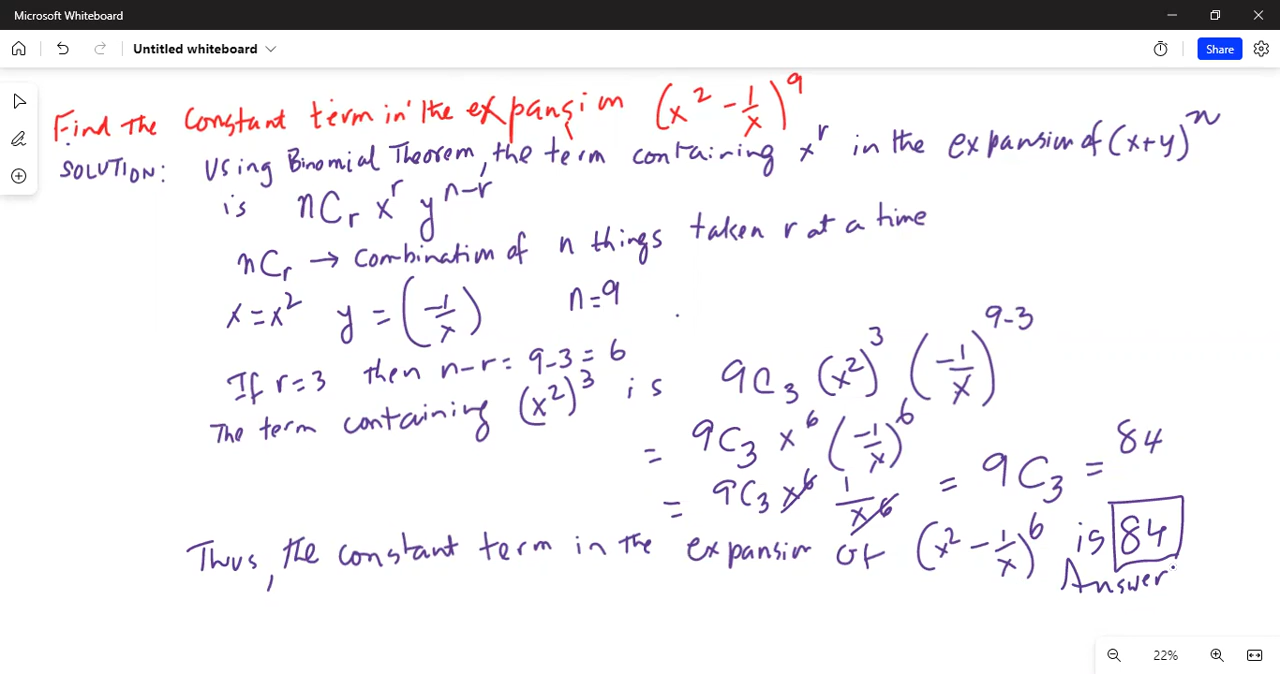 Microsoft Whiteboard
Untitled whiteboard
Share
Find the constant term in the expansion (x² - 1/x)⁹
SOLUTION: Using Binomial Theorem, the term containing xʳ in the expansion of (x+y)ⁿ
is nCᵣ xʳ yⁿ⁻ʳ
nCᵣ → Combination of n things taken r at a time
x = x² y = (-1/x) n=9
If r=3 then n-r = 9-3 = 6
The term containing (x²)³ is 9C₃ (x²)³ (-1/x)⁹⁻³
= 9C₃ x⁶ (-1/x)⁶
= 9C₃ x⁶ 1/x⁶ = 9C₃ = 84
Thus, the constant term in the expansion of (x² - 1/x)⁶ is 84
Answer
22%